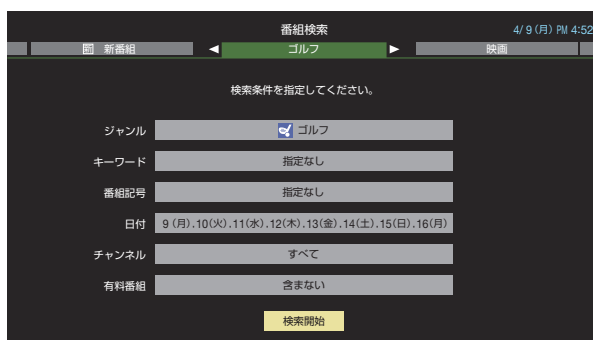 番組検索 4/ 9 (月) PM 4:52
新番組 ゴルフ 映画
検索条件を指定してください。
ジャンル ゴルフ
キーワード 指定なし
番組記号 指定なし
日付 9 (月).10(火).11(水).12(木).13(金).14(土).15(日).16(月)
チャンネル すべて
有料番組 含まない
検索開始